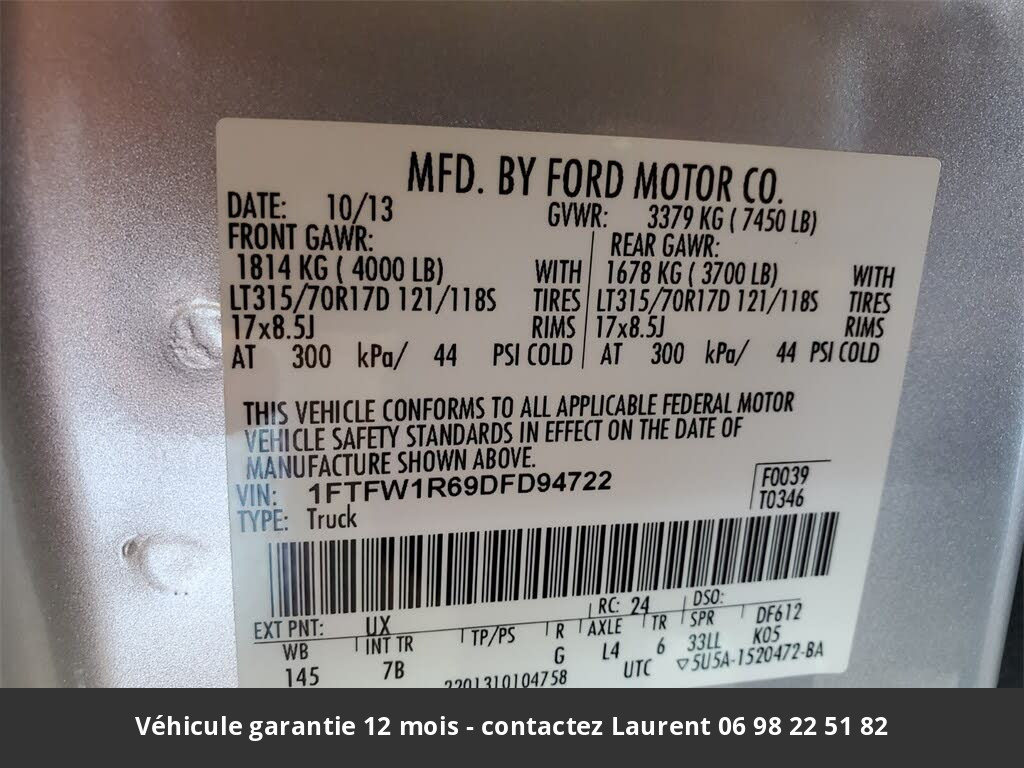 MFD. BY FORD MOTOR CO.
DATE: 10/13 GVWR: 3379 KG ( 7450 LB)
FRONT GAWR: REAR GAWR:
1814 KG ( 4000 LB) WITH 1678 KG ( 3700 LB) WITH
LT315/70R17D 121/118S TIRES LT315/70R17D 121/118S TIRES
17x8.5J RIMS 17x8.5J RIMS
AT 300 kPa/ 44 PSI COLD AT 300 kPa/ 44 PSI COLD
THIS VEHICLE CONFORMS TO ALL APPLICABLE FEDERAL MOTOR
VEHICLE SAFETY STANDARDS IN EFFECT ON THE DATE OF
MANUFACTURE SHOWN ABOVE.
VIN: 1FTFW1R69DFD94722 F0039
TYPE: Truck T0346
EXT PNT: UX RC: 24 DSO:
WB INT TR TP/PS R AXLE TR SPR DF612
145 7B G L4 6 33LL K05
2201310104758 UTC ▽5U5A-1520472-BA
Véhicule garantie 12 mois - contactez Laurent 06 98 22 51 82